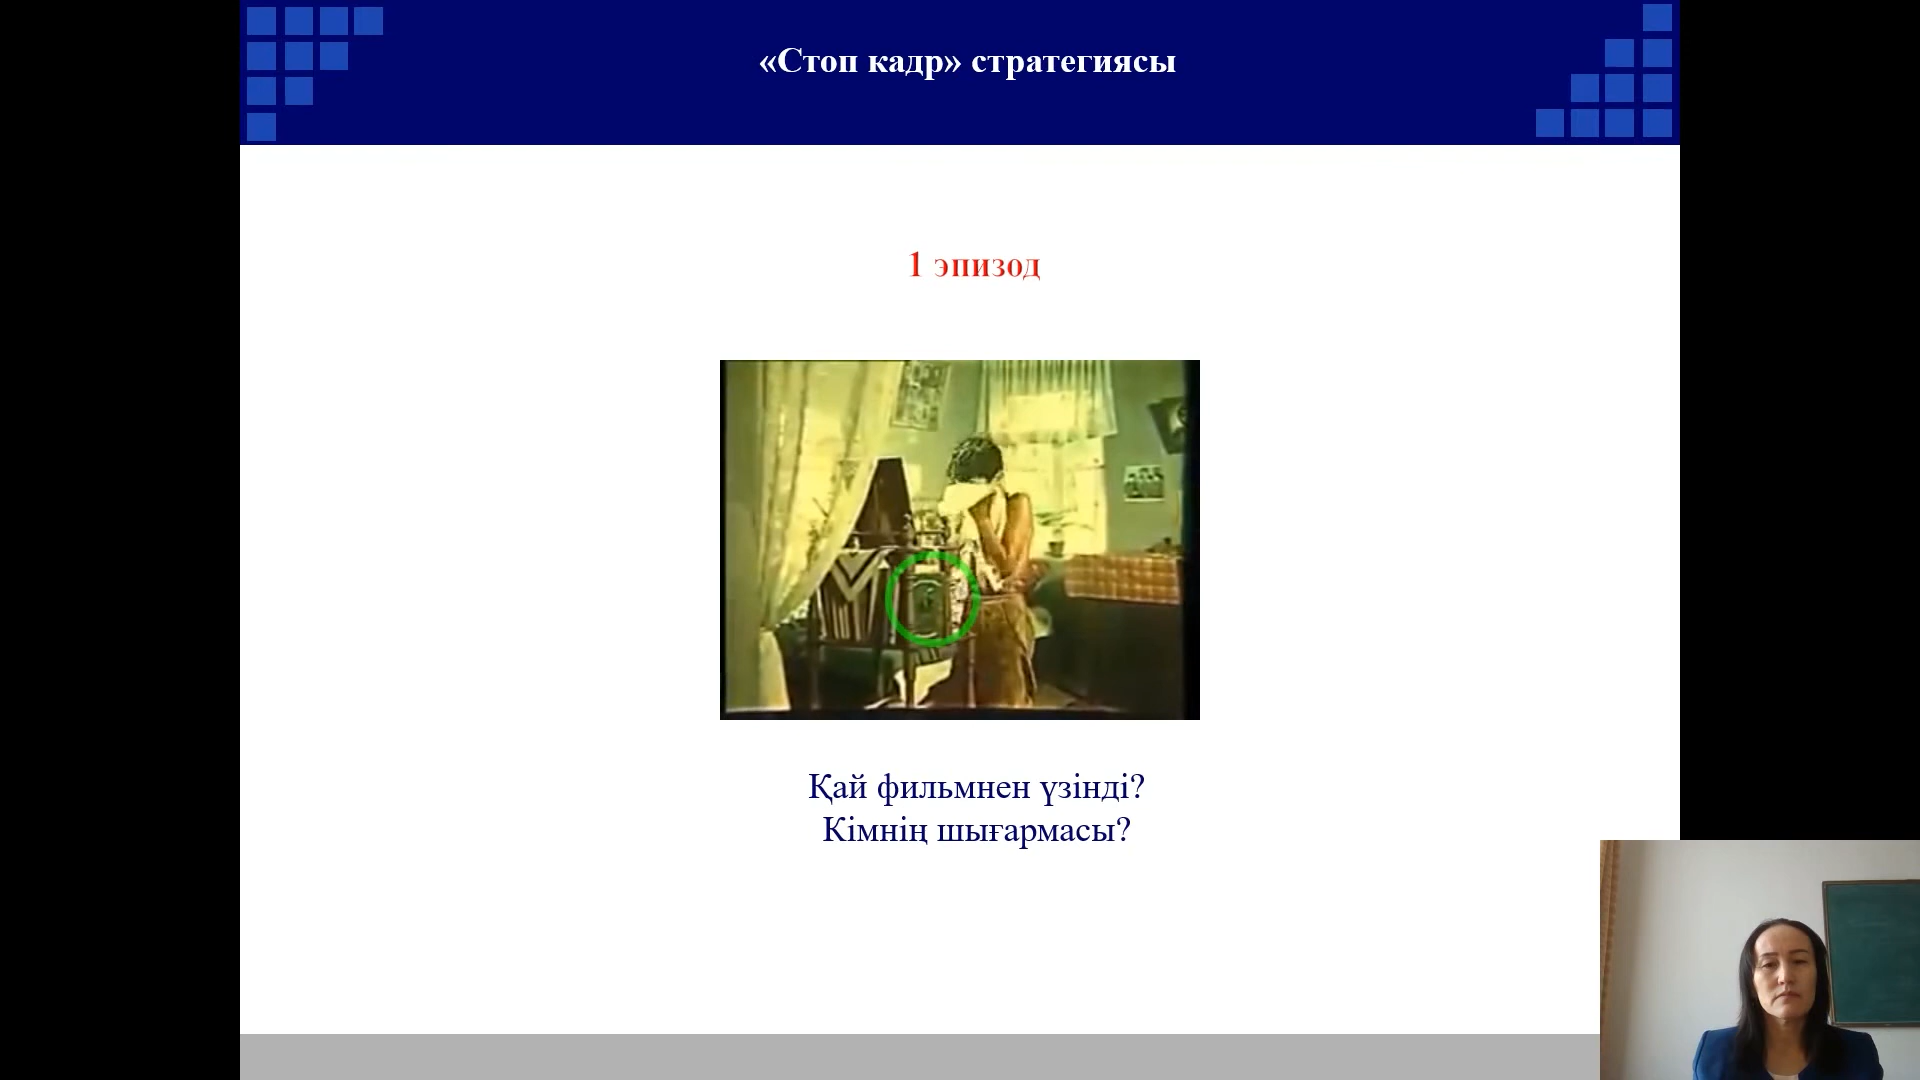 «Стоп кадр» стратегиясы
1 эпизод
Қай фильмнен үзінді?
Кімнің шығармасы?